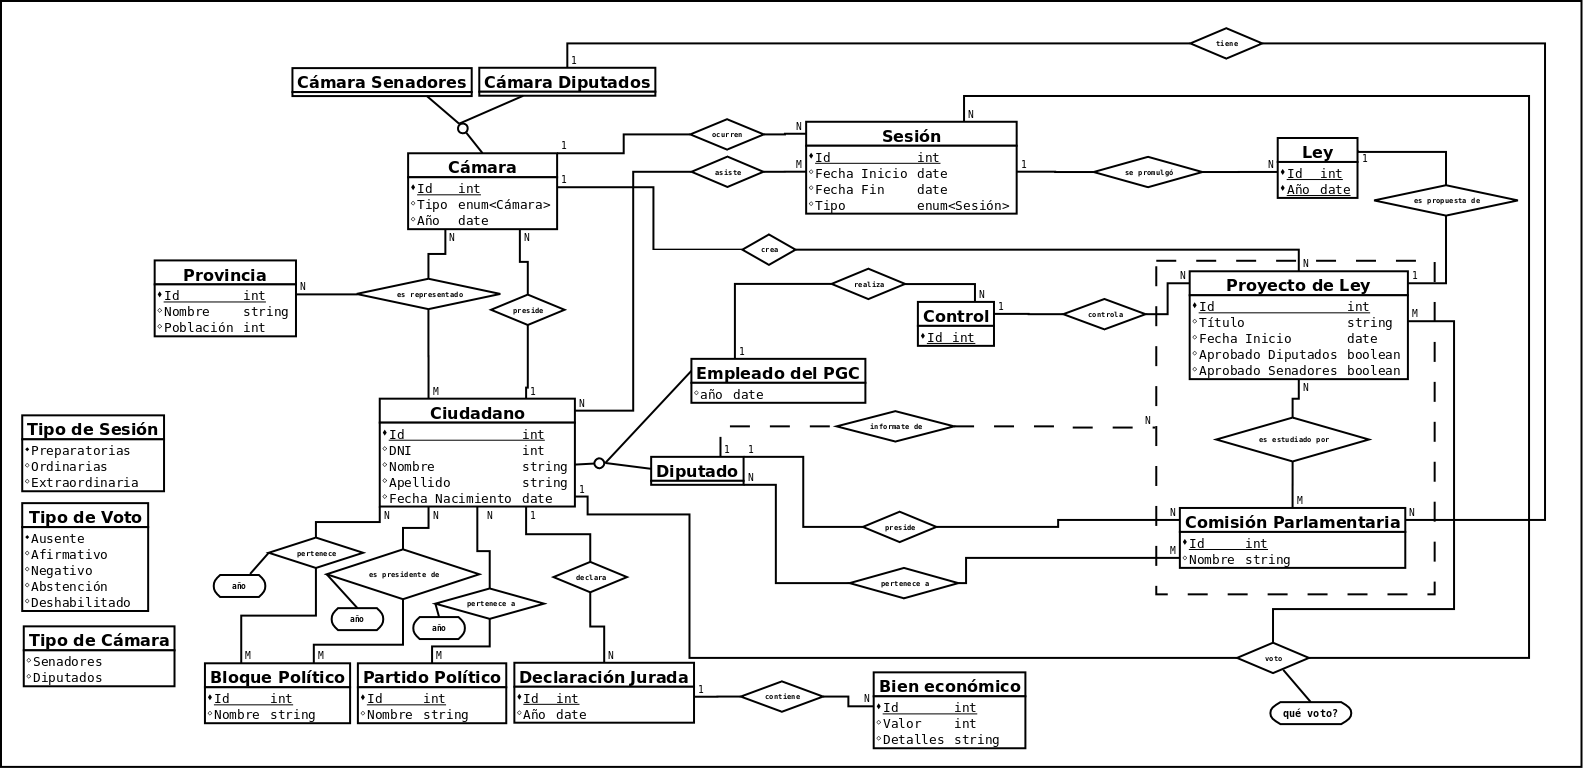 tiene
1
Cámara Senadores
Cámara Diputados
N
1
ocurren
N
Sesión
Id int
Fecha Inicio date
Fecha Fin date
Tipo enum<Sesión>
M
asiste
1
se promulgó
N
Ley
Id int
Año date
1
es propuesta de
Cámara
Id int
Tipo enum<Cámara>
Año date
1
N
N
crea
N
Provincia
Id int
Nombre string
Población int
N
es representado
preside
realiza
N
Control
Id int
1
controla
N
Proyecto de Ley
Id int
Título string
Fecha Inicio date
Aprobado Diputados boolean
Aprobado Senadores boolean
1
M
N
1
Empleado del PGC
año date
M
1
Ciudadano
Id int
DNI int
Nombre string
Apellido string
Fecha Nacimiento date
N
1
informate de
N
es estudiado por
M
1
1
Diputado
N
Tipo de Sesión
Preparatorias
Ordinarias
Extraordinaria
Tipo de Voto
Ausente
Afirmativo
Negativo
Abstención
Deshabilitado
Tipo de Cámara
Senadores
Diputados
N
N
N
1
preside
N
Comisión Parlamentaria
Id int
Nombre string
N
M
pertenece a
pertenece
año
es presidente de
año
pertenece a
año
declara
M
M
M
N
Bloque Político
Id int
Nombre string
Partido Político
Id int
Nombre string
Declaración Jurada
Id int
Año date
1
contiene
N
Bien económico
Id int
Valor int
Detalles string
voto
qué voto?